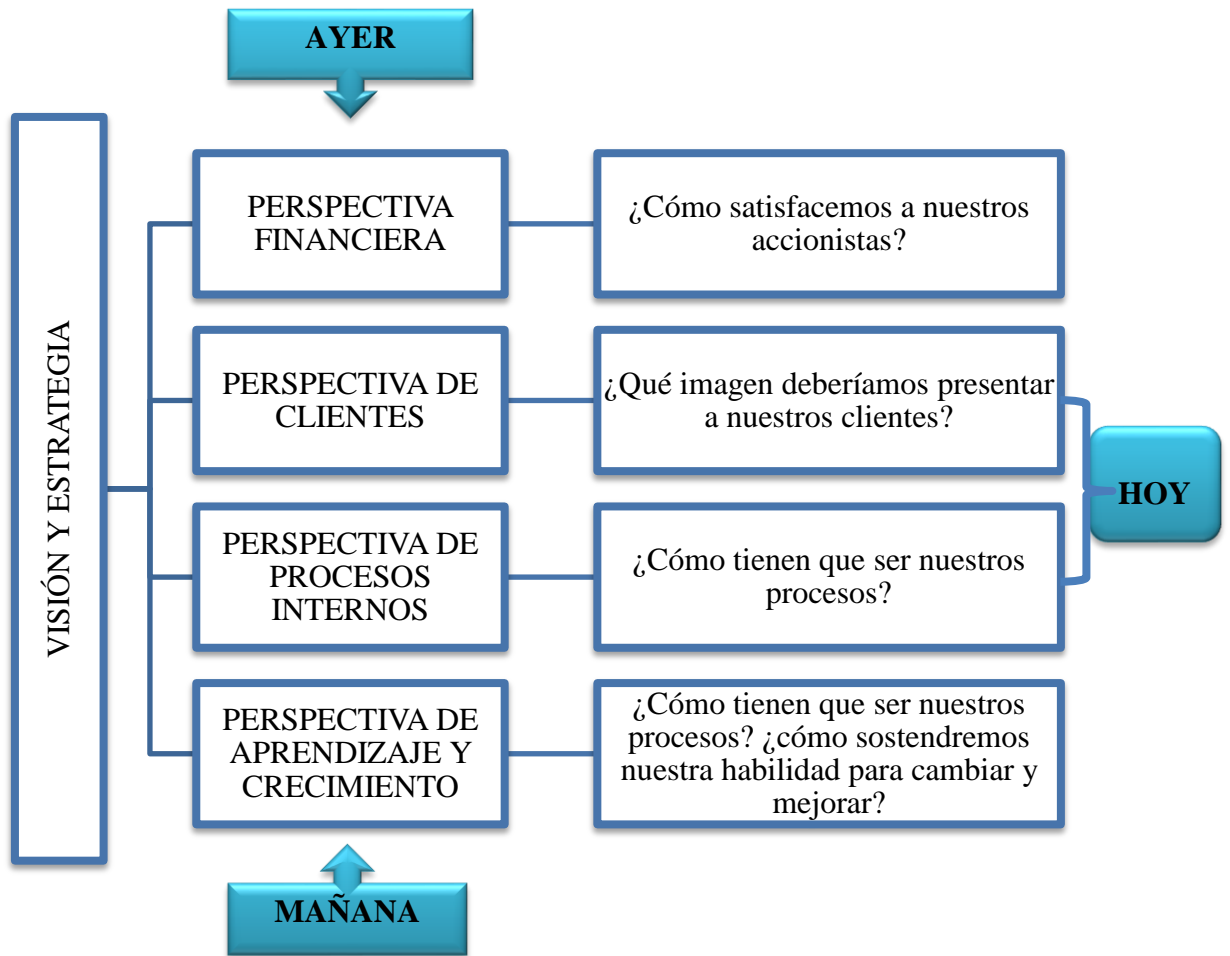 AYER
VISIÓN Y ESTRATEGIA
PERSPECTIVA
FINANCIERA
¿Cómo satisfacemos a nuestros
accionistas?
PERSPECTIVA DE
CLIENTES
¿Qué imagen deberíamos presentar
a nuestros clientes?
HOY
PERSPECTIVA DE
PROCESOS
INTERNOS
¿Cómo tienen que ser nuestros
procesos?
PERSPECTIVA DE
APRENDIZAJE Y
CRECIMIENTO
¿Cómo tienen que ser nuestros
procesos? ¿cómo sostendremos
nuestra habilidad para cambiar y
mejorar?
MAÑANA